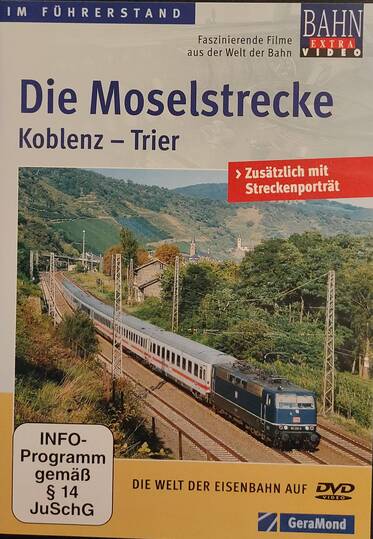 IM FÜHRERSTAND
BAHN
EXTRA
VIDEO
Faszinierende Filme
aus der Welt der Bahn
Die Moselstrecke
Koblenz – Trier
› Zusätzlich mit
Streckenporträt
INFO-
Programm
gemäß
§ 14
JuSchG
DIE WELT DER EISENBAHN AUF DVD
VIDEO
GeraMond